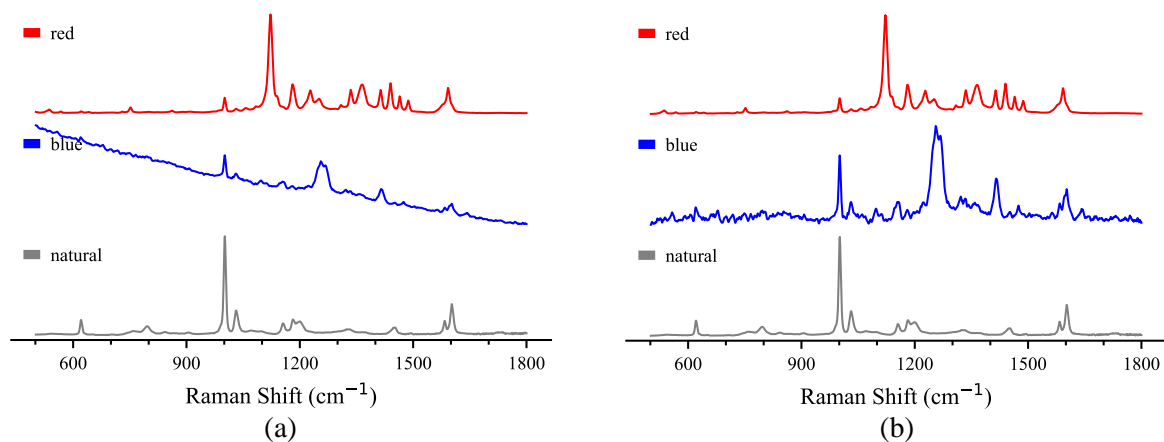 red
blue
natural
600 900 1200 1500 1800
Raman Shift (cm⁻¹)
(a)
red
blue
natural
600 900 1200 1500 1800
Raman Shift (cm⁻¹)
(b)